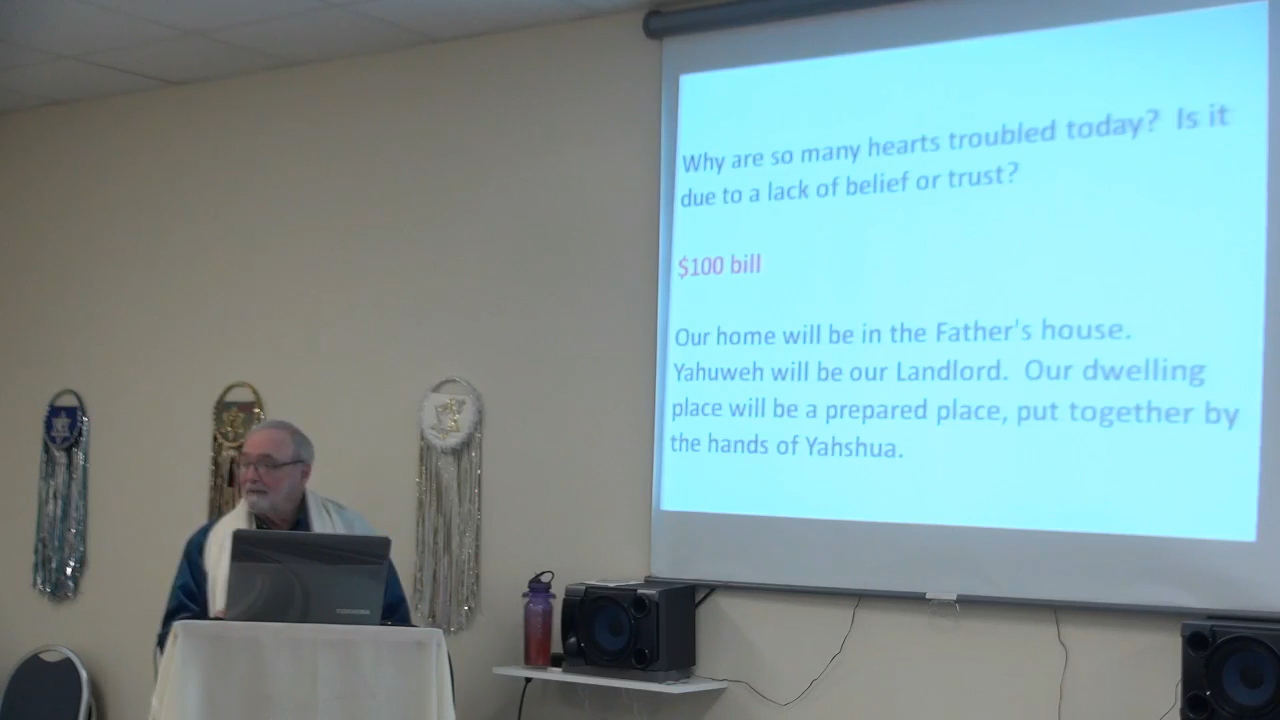 Why are so many hearts troubled today?  Is it
due to a lack of belief or trust?
$100 bill
Our home will be in the Father's house.
Yahuweh will be our Landlord.  Our dwelling
place will be a prepared place, put together by
the hands of Yahshua.
TOSHIBA